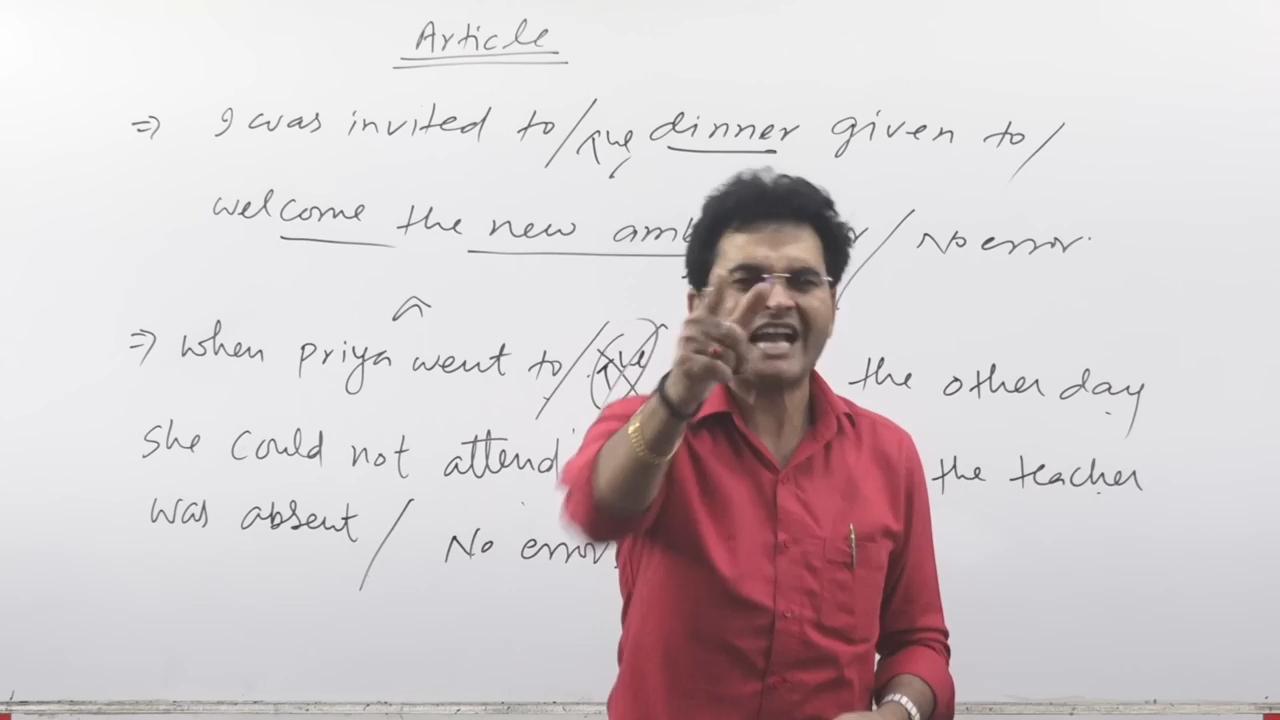 Article
⇒ I was invited to/the dinner given to/
welcome the new / No error.
⇒ when priya went to/(the) the other day
she could not attend the teacher
was absent / No error.